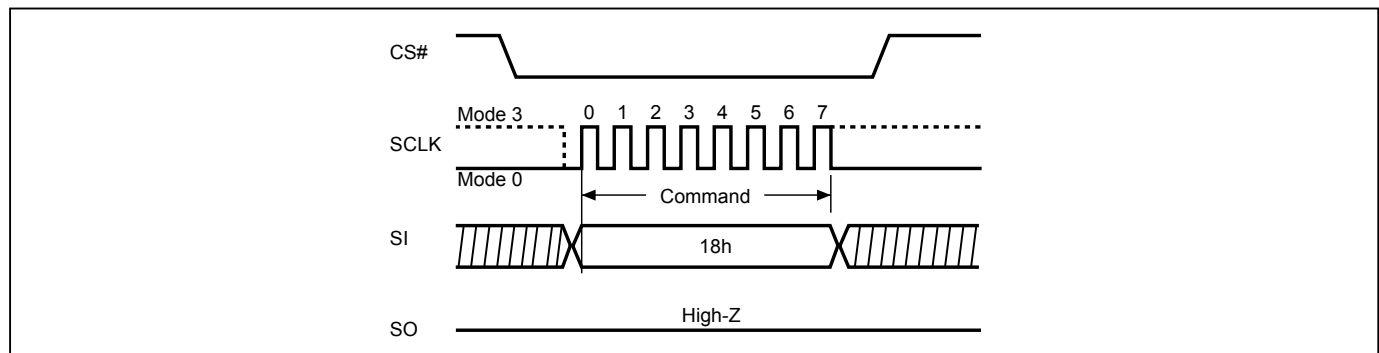 CS#
Mode 3 0 1 2 3 4 5 6 7
SCLK
Mode 0
Command
SI 18h
High-Z
SO